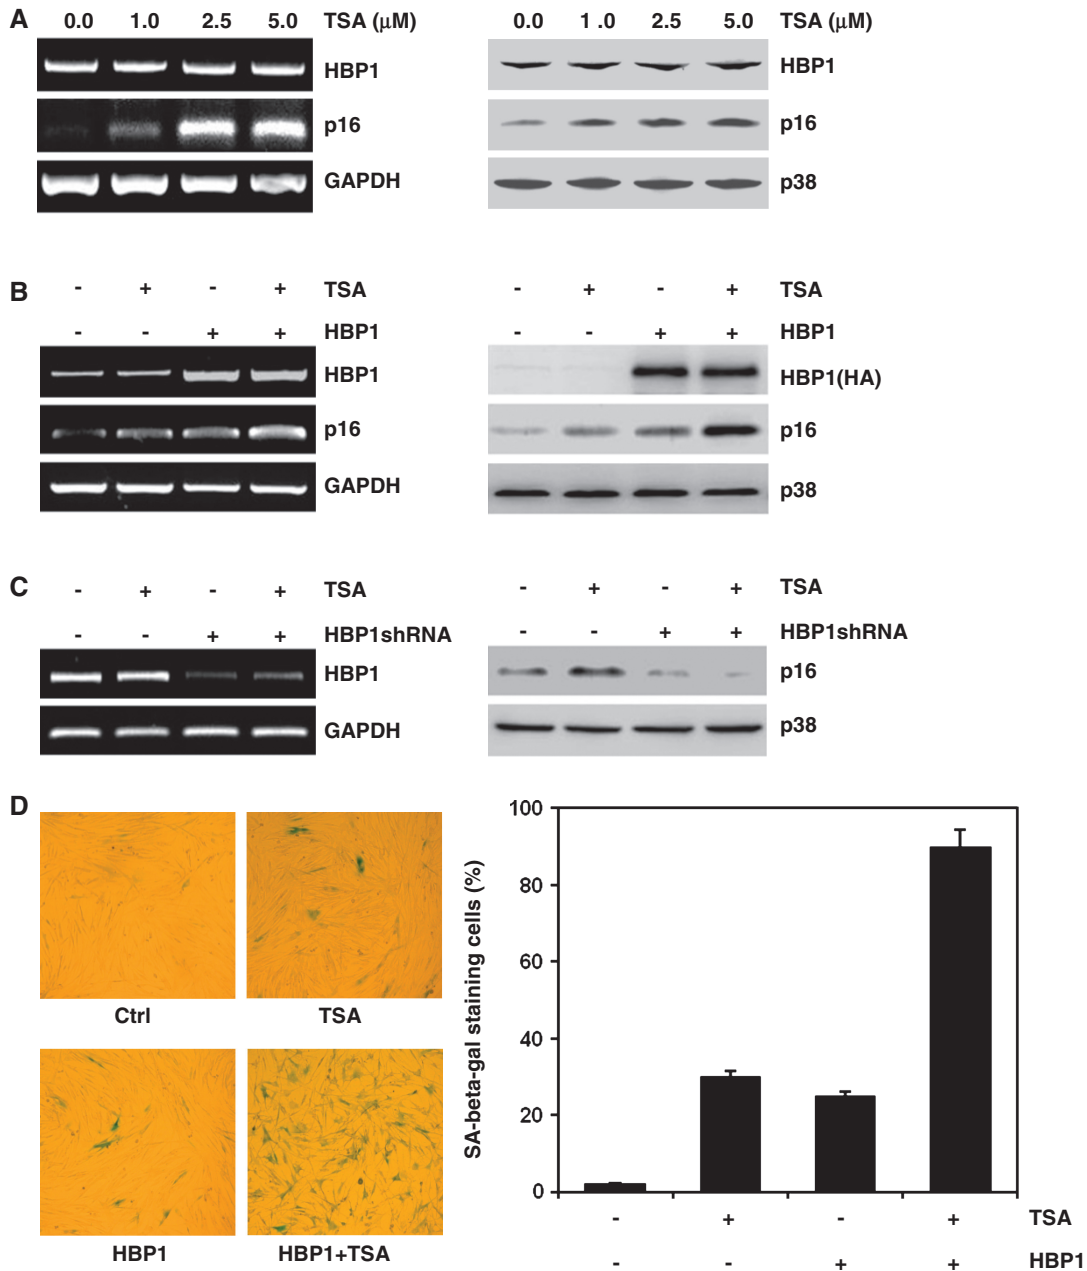 A
0.0 1.0 2.5 5.0 TSA (μM)
HBP1
p16
GAPDH
0.0 1 .0 2.5 5.0 TSA (μM)
HBP1
p16
p38
B
- + - + TSA
- - + + HBP1
HBP1
p16
GAPDH
- + - + TSA
- - + + HBP1
HBP1(HA)
p16
p38
C
- + - + TSA
- - + + HBP1shRNA
HBP1
GAPDH
- + - + TSA
- - + + HBP1shRNA
p16
p38
D
Ctrl
TSA
HBP1
HBP1+TSA
SA-beta-gal staining cells (%)
100
80
60
40
20
0
- + - + TSA
- - + + HBP1